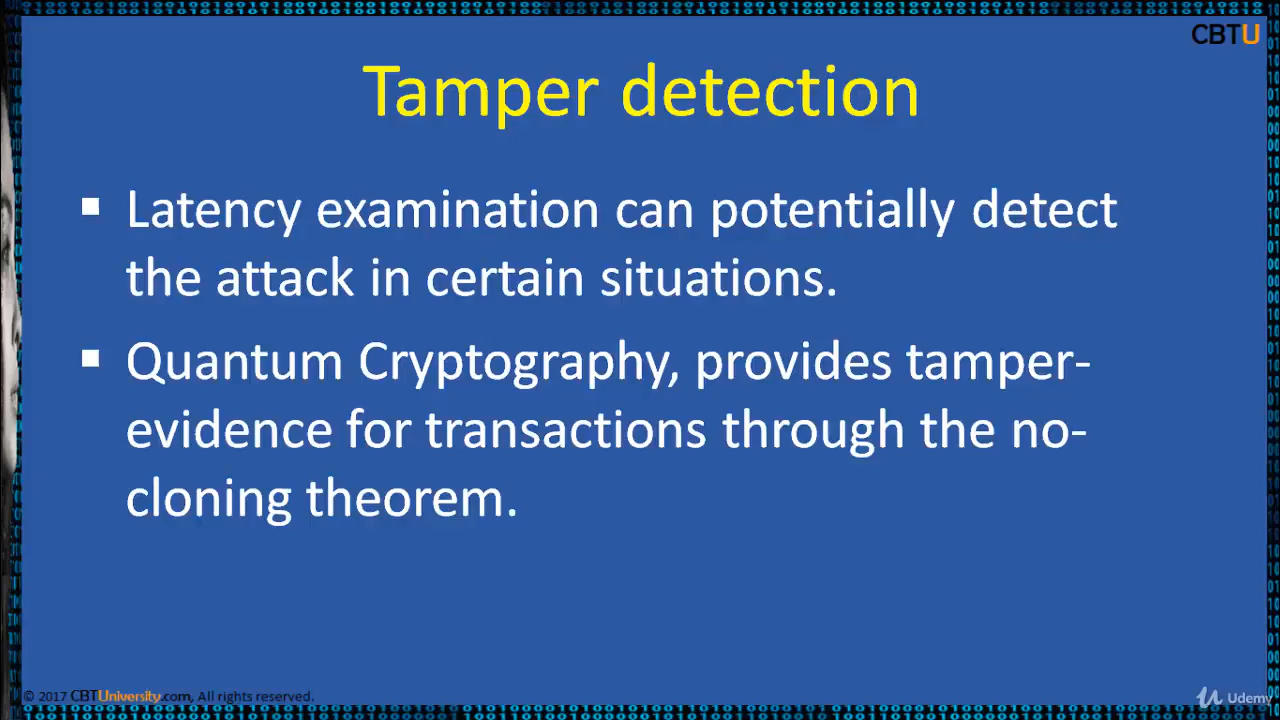 CBTU
Tamper detection
▪ Latency examination can potentially detect
the attack in certain situations.
▪ Quantum Cryptography, provides tamper-
evidence for transactions through the no-
cloning theorem.
© 2017 CBTUniversity.com, All rights reserved.
Udemy